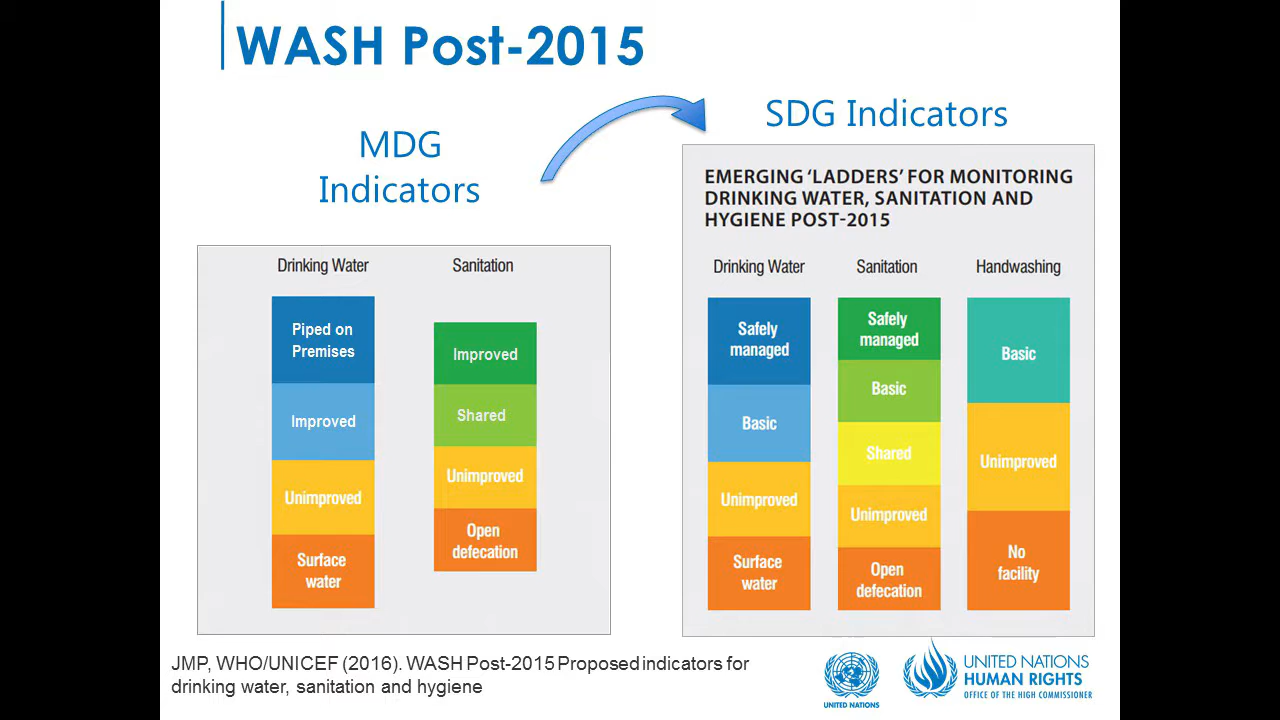 WASH Post-2015
MDG
Indicators
SDG Indicators
Drinking Water
Sanitation
Piped on
Premises
Improved
Unimproved
Surface
water
Improved
Shared
Unimproved
Open
defecation
EMERGING ‘LADDERS’ FOR MONITORING
DRINKING WATER, SANITATION AND
HYGIENE POST-2015
Drinking Water
Sanitation
Handwashing
Safely
managed
Basic
Unimproved
Surface
water
Safely
managed
Basic
Shared
Unimproved
Open
defecation
Basic
Unimproved
No
facility
JMP, WHO/UNICEF (2016). WASH Post-2015 Proposed indicators for
drinking water, sanitation and hygiene
UNITED NATIONS
UNITED NATIONS
HUMAN RIGHTS
OFFICE OF THE HIGH COMMISSIONER